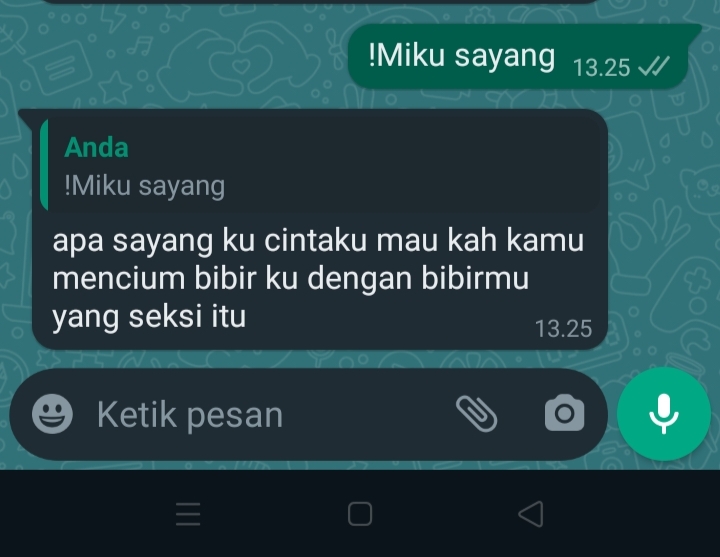 !Miku sayang 13.25
Anda
!Miku sayang
apa sayang ku cintaku mau kah kamu
mencium bibir ku dengan bibirmu
yang seksi itu
13.25
Ketik pesan